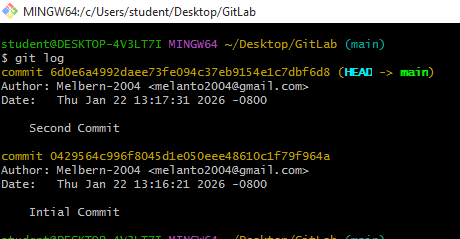 MINGW64:/c/Users/student/Desktop/GitLab
student@DESKTOP-4V3LT7I MINGW64 ~/Desktop/GitLab (main)
$ git log
commit 6d0e6a4992daee73fe094c37eb9154e1c7dbf6d8 (HEAD -> main)
Author: Melbern-2004 <melanto2004@gmail.com>
Date:   Thu Jan 22 13:17:31 2026 -0800
Second Commit
commit 0429564c996f8045d1e050eee48610c1f79f964a
Author: Melbern-2004 <melanto2004@gmail.com>
Date:   Thu Jan 22 13:16:21 2026 -0800
Intial Commit
student@DESKTOP-4V3LT7I MINGW64 ~/Desktop/GitLab (main)